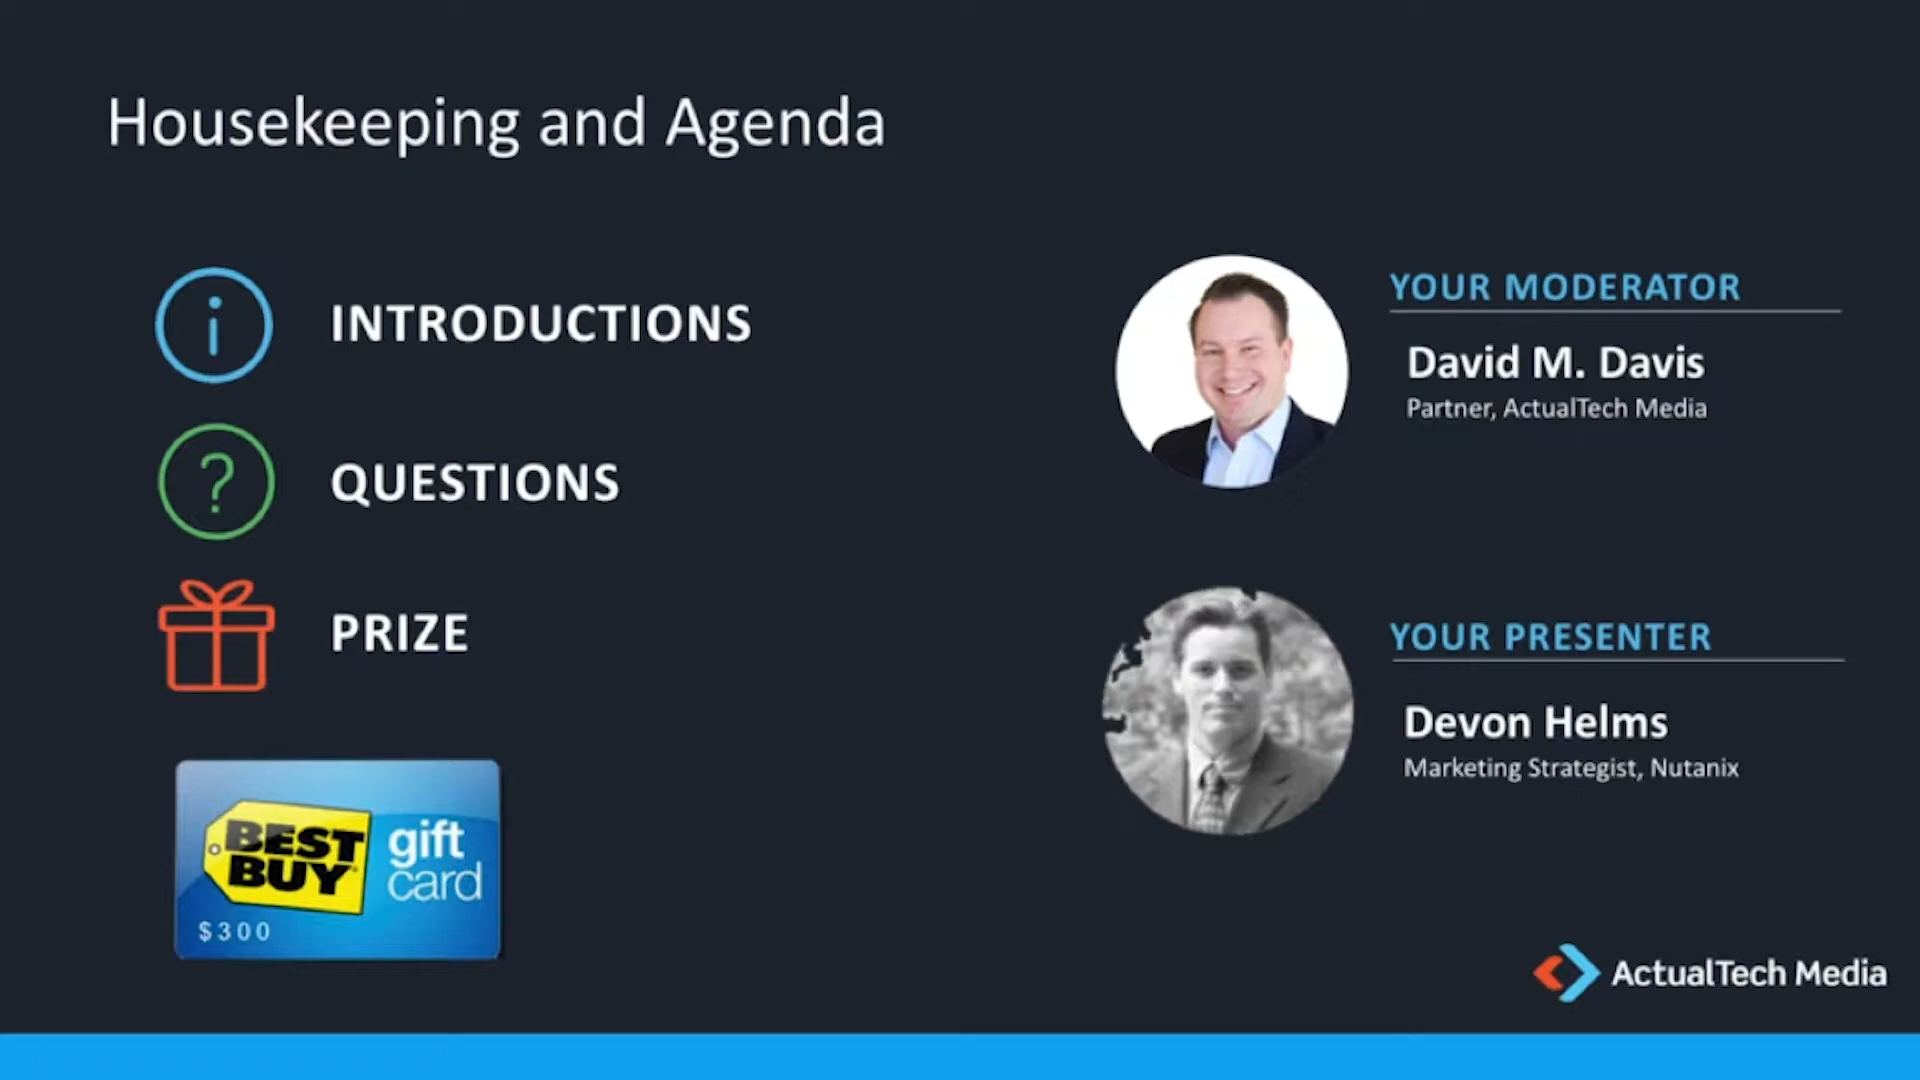 Housekeeping and Agenda
i
INTRODUCTIONS
?
QUESTIONS
PRIZE
BEST
BUY
gift
card
$300
YOUR MODERATOR
David M. Davis
Partner, ActualTech Media
YOUR PRESENTER
Devon Helms
Marketing Strategist, Nutanix
ActualTech Media